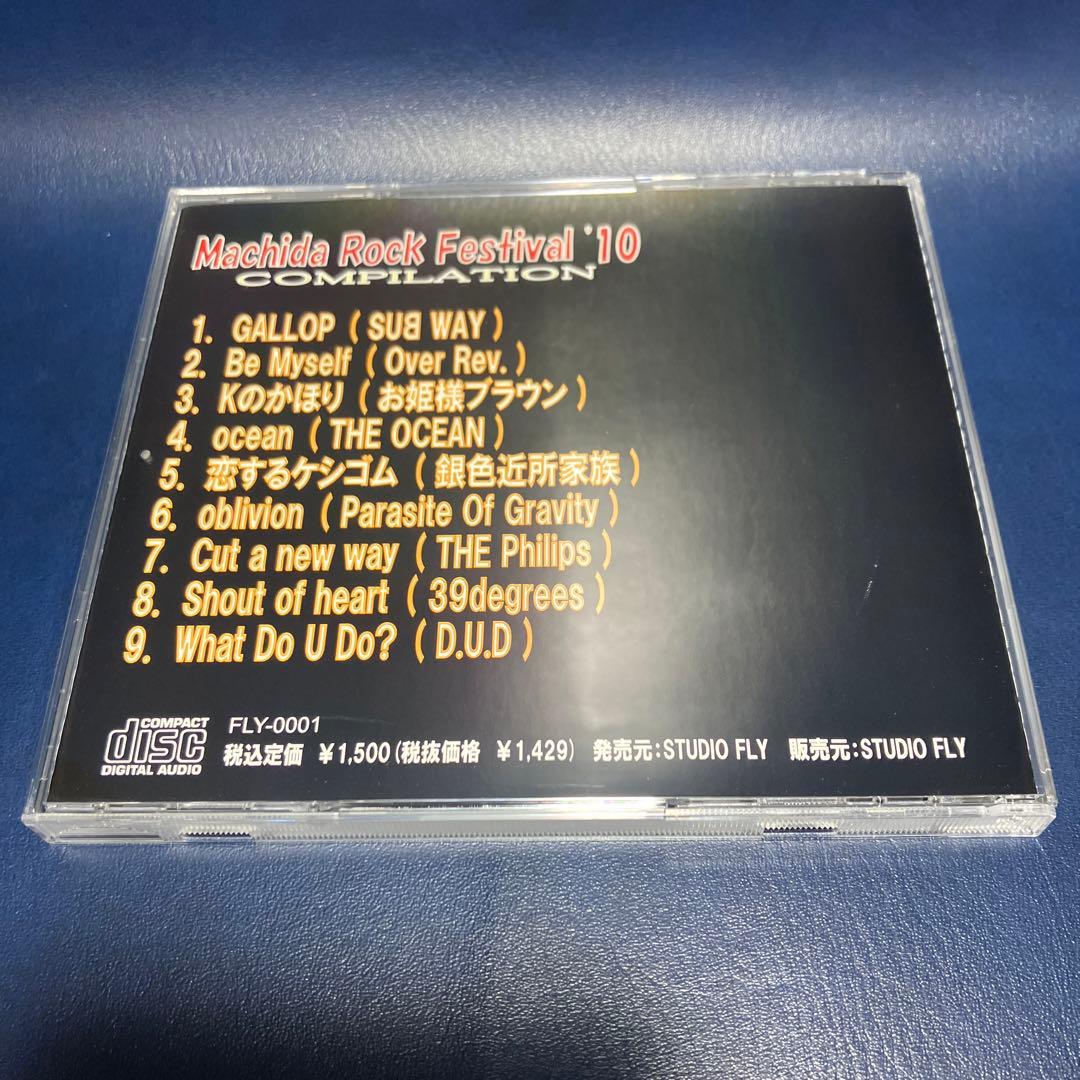 Machida Rock Festival '10
COMPILATION
1. GALLOP ( SUB WAY )
2. Be Myself ( Over Rev. )
3. Kのかほり ( お姫様ブラウン )
4. ocean ( THE OCEAN )
5. 恋するケシゴム ( 銀色近所家族 )
6. oblivion ( Parasite Of Gravity )
7. Cut a new way ( THE Philips )
8. Shout of heart ( 39degrees )
9. What Do U Do? ( D.U.D )
COMPACT
disc
DIGITAL AUDIO
FLY-0001
税込定価 ¥1,500(税抜価格 ¥1,429) 発売元:STUDIO FLY 販売元:STUDIO FLY